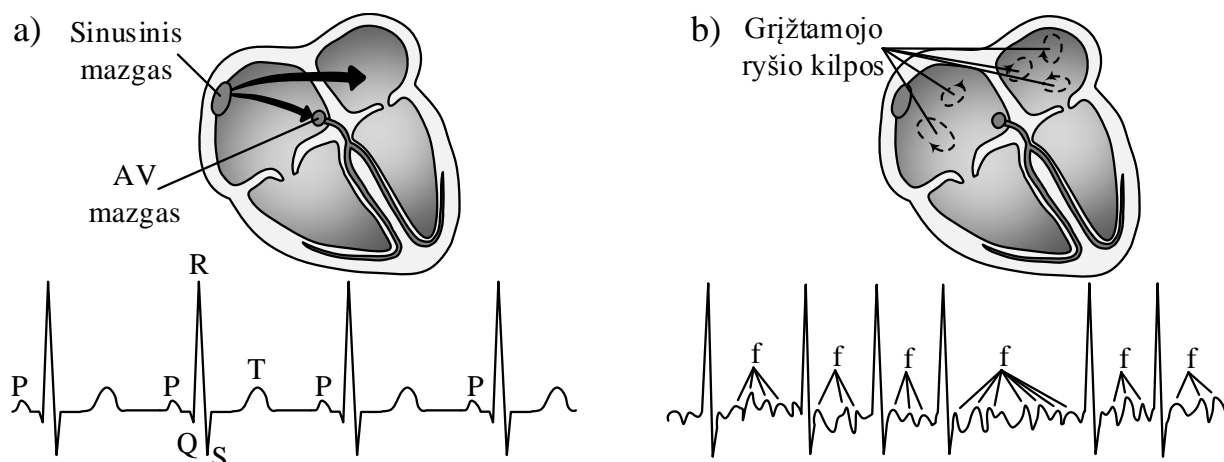 a)
Sinusinis
mazgas
AV
mazgas
R
P
P
T
P
P
Q
S
b)
Grįžtamojo
ryšio kilpos
f
f
f
f
f
f